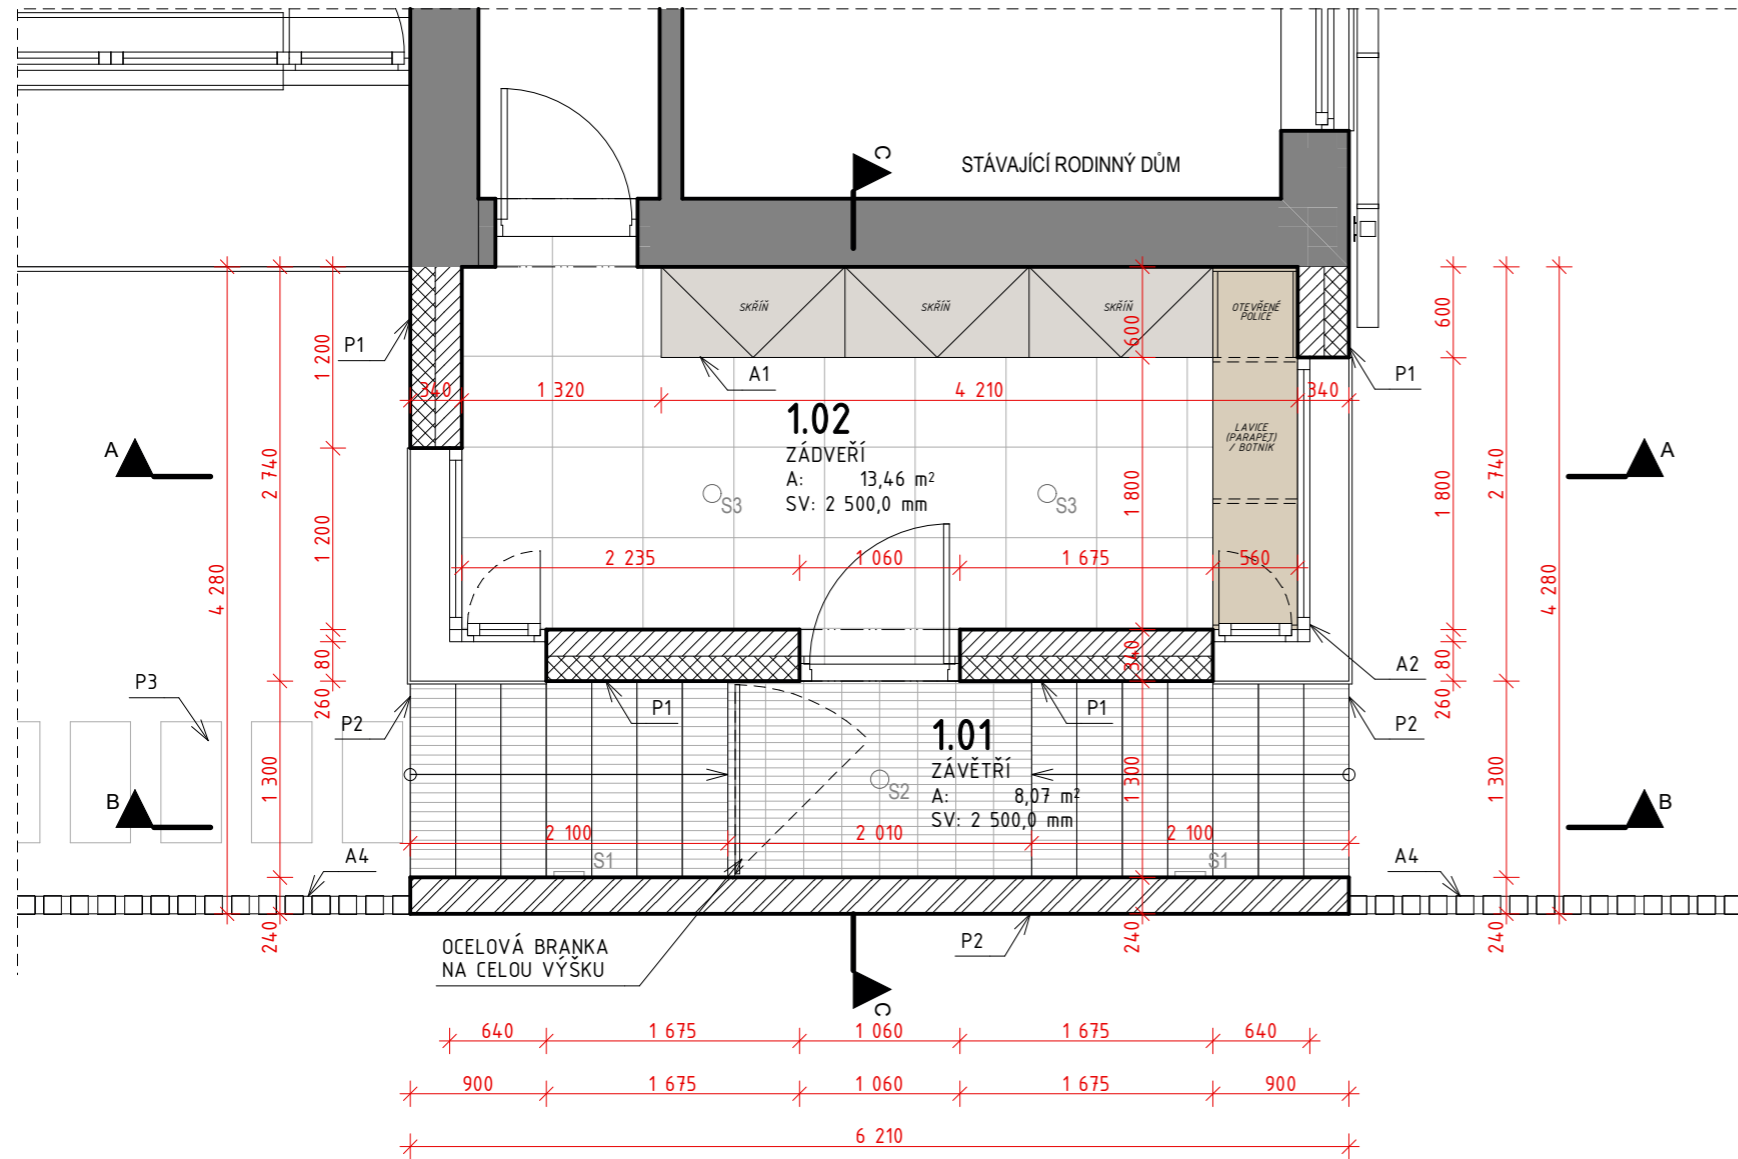 C
STÁVAJÍCÍ RODINNÝ DŮM
SKŘÍŇ
SKŘÍŇ
SKŘÍŇ
OTEVŘENÉ
POLICE
P1
A1
P1
340
1 320
4 210
340
600
1.02
ZÁDVEŘÍ
A: 13,46 m²
SV: 2 500,0 mm
LAVICE
(PARAPET)
/ BOTNÍK
S3
S3
A
A
1 200
1 200
80
260
2 740
4 280
1 300
240
1 800
340
1 300
240
600
1 800
80
260
2 740
1 300
240
4 280
2 235
1 060
1 675
560
P3
P2
P1
P1
A2
P2
1.01
ZÁVĚTŘÍ
A: 8,07 m²
SV: 2 500,0 mm
S2
B
B
2 100
2 010
2 100
S1
S1
A4
A4
OCELOVÁ BRANKA
NA CELOU VÝŠKU
P2
C
640
1 675
1 060
1 675
640
900
1 675
1 060
1 675
900
6 210